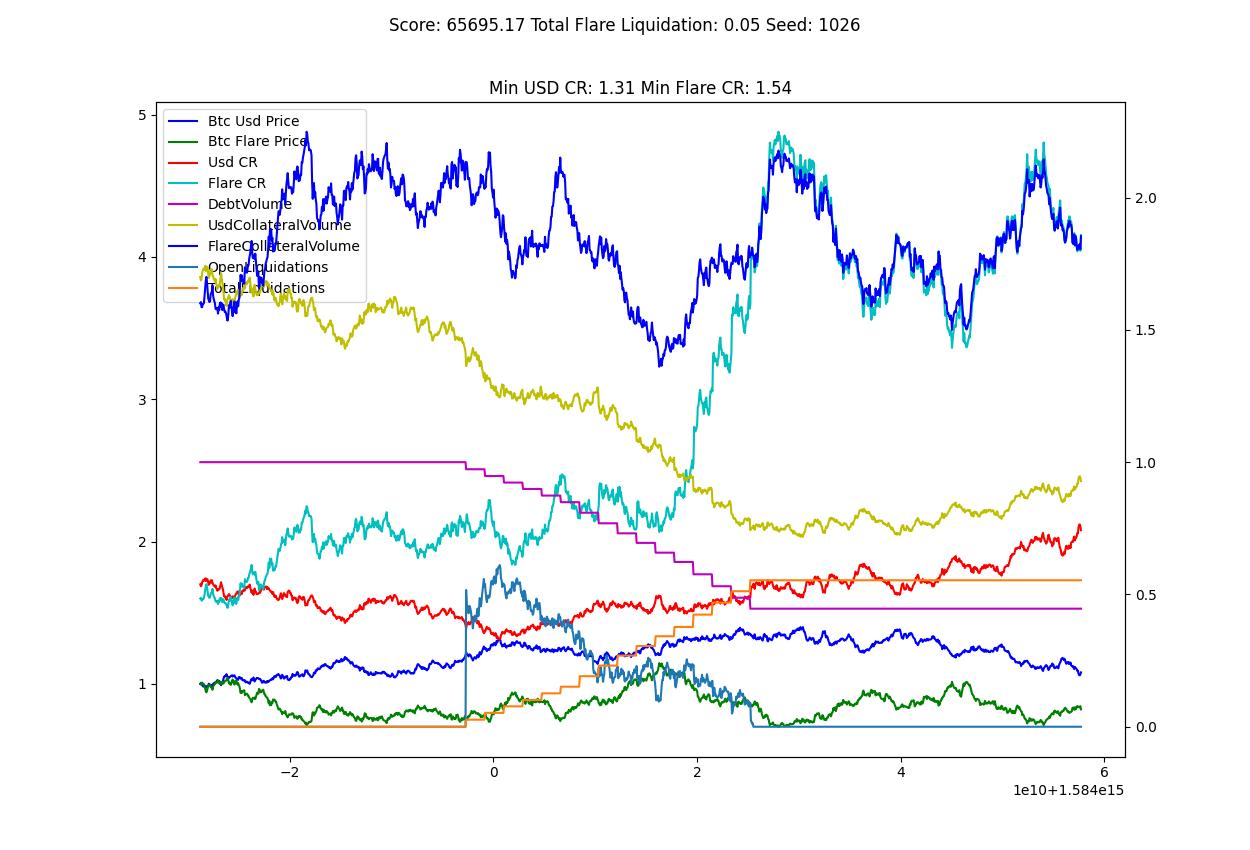 Score: 65695.17 Total Flare Liquidation: 0.05 Seed: 1026
Min USD CR: 1.31 Min Flare CR: 1.54
Btc Usd Price
Btc Flare Price
Usd CR
Flare CR
DebtVolume
UsdCollateralVolume
FlareCollateralVolume
OpenLiquidations
TotalLiquidations
5
4
3
2
1
2.0
1.5
1.0
0.5
0.0
−2
0
2
4
6
1e10+1.584e15